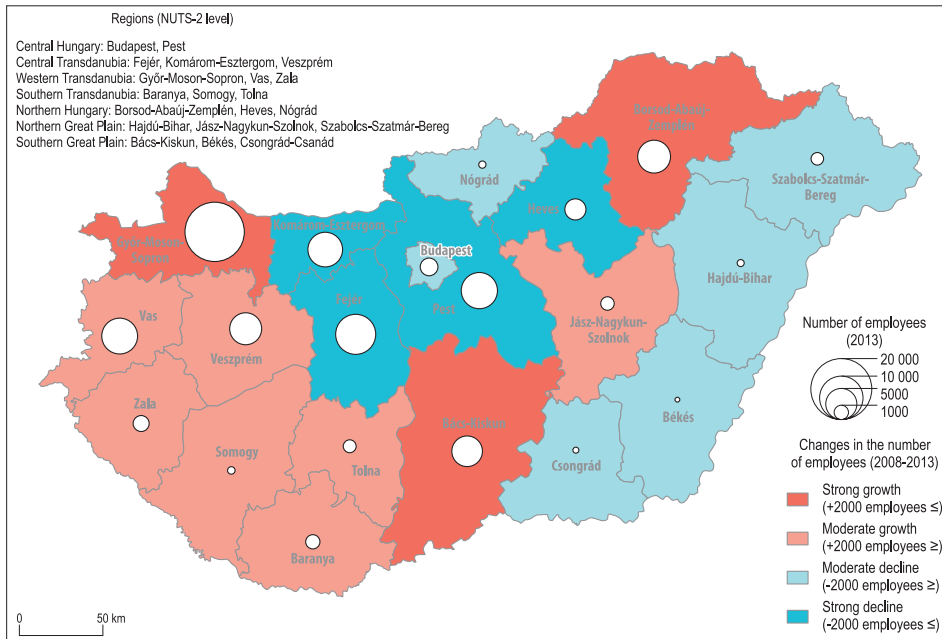 Regions (NUTS-2 level)
Central Hungary: Budapest, Pest
Central Transdanubia: Fejér, Komárom-Esztergom, Veszprém
Western Transdanubia: Győr-Moson-Sopron, Vas, Zala
Southern Transdanubia: Baranya, Somogy, Tolna
Northern Hungary: Borsod-Abaúj-Zemplén, Heves, Nógrád
Northern Great Plain: Hajdú-Bihar, Jász-Nagykun-Szolnok, Szabolcs-Szatmár-Bereg
Southern Great Plain: Bács-Kiskun, Békés, Csongrád-Csanád
Borsod-Abaúj-
Zemplén
Nógrád
Szabolcs-Szatmár-
Bereg
Heves
Komárom-Esztergom
Győr-Moson-
Sopron
Budapest
Hajdú-Bihar
Fejér
Pest
Vas
Veszprém
Jász-Nagykun-
Szolnok
Zala
Somogy
Tolna
Bács-Kiskun
Csongrád
Békés
Baranya
Number of employees
(2013)
20 000
10 000
5000
1000
Changes in the number
of employees (2008-2013)
Strong growth
(+2000 employees ≤)
Moderate growth
(+2000 employees ≥)
Moderate decline
(-2000 employees ≥)
Strong decline
(-2000 employees ≤)
0 50 km